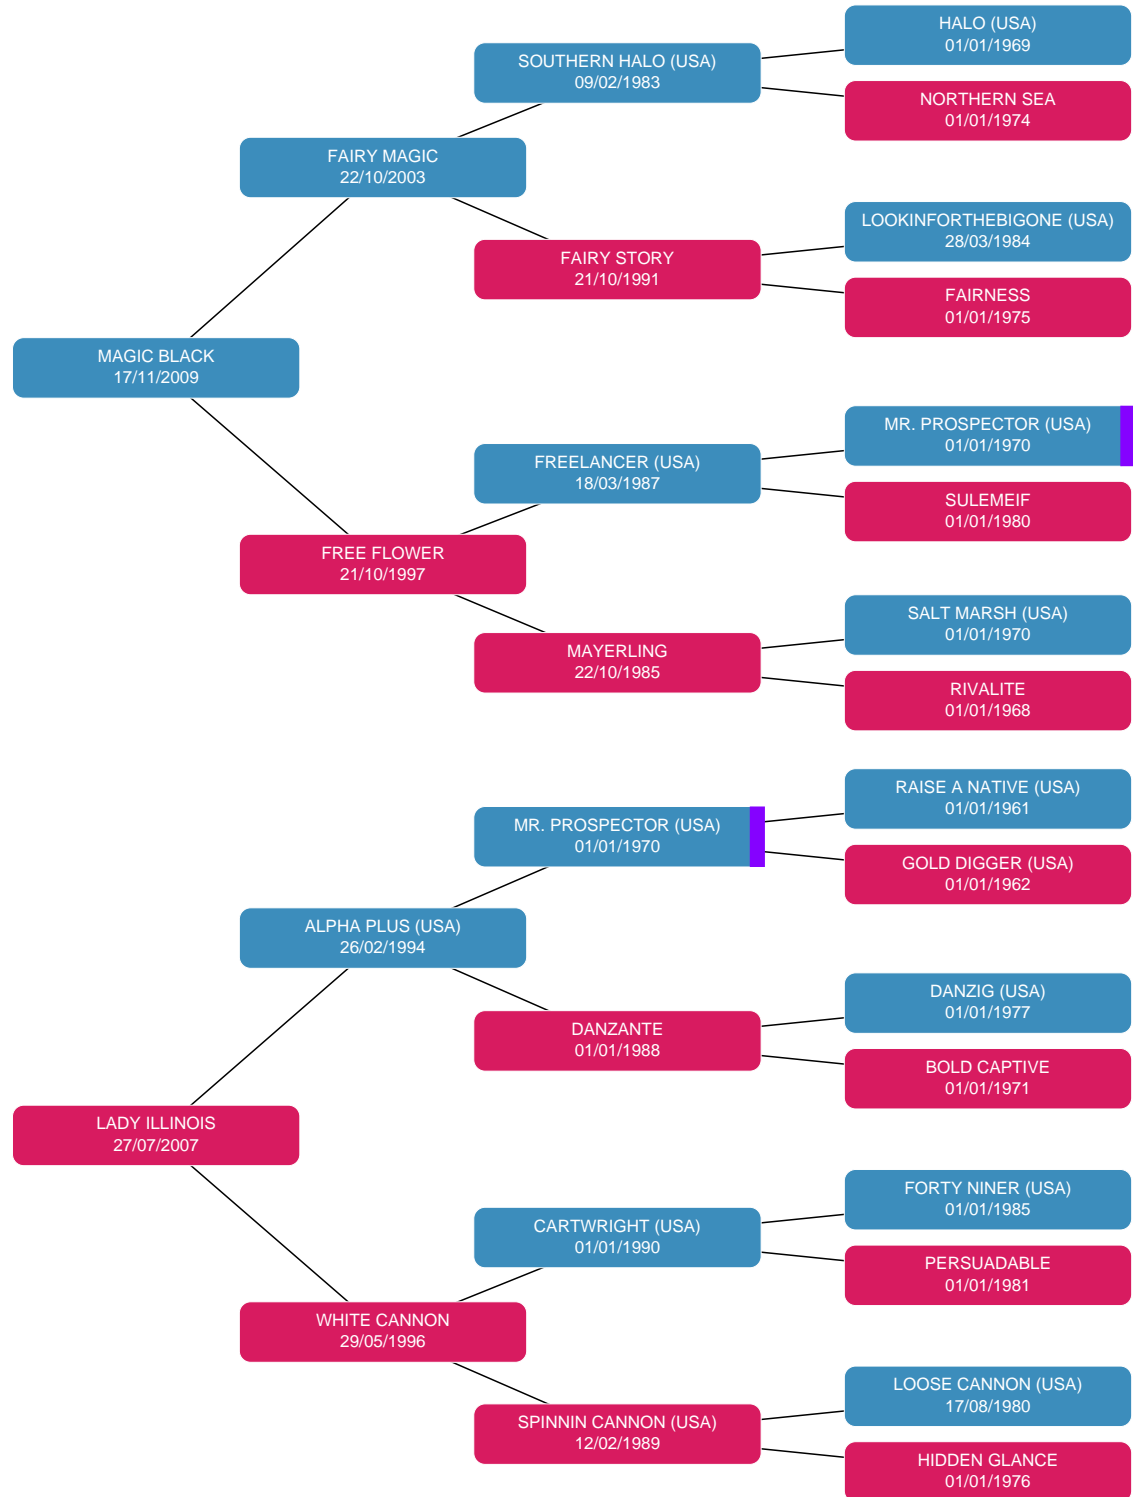 HALO (USA)
01/01/1969
SOUTHERN HALO (USA)
09/02/1983
NORTHERN SEA
01/01/1974
FAIRY MAGIC
22/10/2003
LOOKINFORTHEBIGONE (USA)
28/03/1984
FAIRY STORY
21/10/1991
FAIRNESS
01/01/1975
MAGIC BLACK
17/11/2009
MR. PROSPECTOR (USA)
01/01/1970
FREELANCER (USA)
18/03/1987
SULEMEIF
01/01/1980
FREE FLOWER
21/10/1997
SALT MARSH (USA)
01/01/1970
MAYERLING
22/10/1985
RIVALITE
01/01/1968
RAISE A NATIVE (USA)
01/01/1961
MR. PROSPECTOR (USA)
01/01/1970
GOLD DIGGER (USA)
01/01/1962
ALPHA PLUS (USA)
26/02/1994
DANZIG (USA)
01/01/1977
DANZANTE
01/01/1988
BOLD CAPTIVE
01/01/1971
LADY ILLINOIS
27/07/2007
FORTY NINER (USA)
01/01/1985
CARTWRIGHT (USA)
01/01/1990
PERSUADABLE
01/01/1981
WHITE CANNON
29/05/1996
LOOSE CANNON (USA)
17/08/1980
SPINNIN CANNON (USA)
12/02/1989
HIDDEN GLANCE
01/01/1976